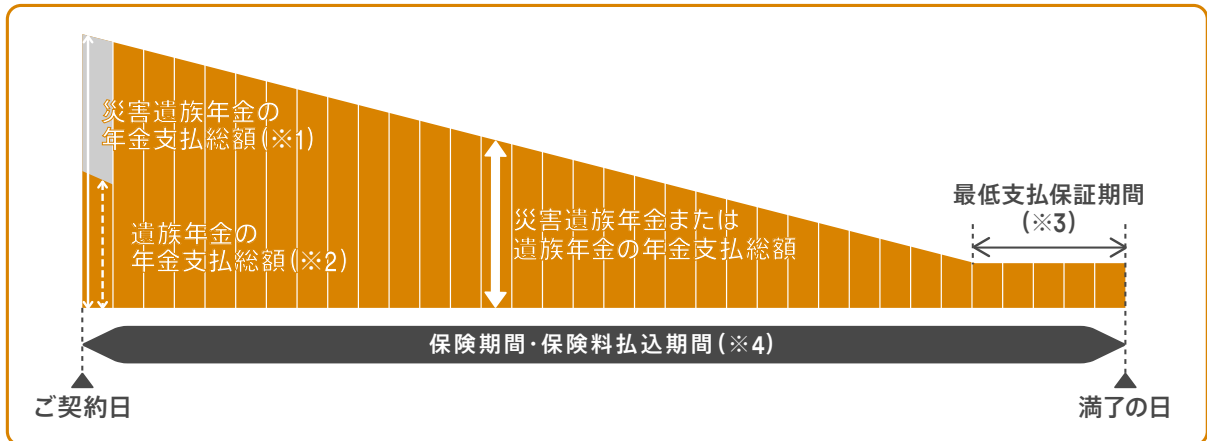 災害遺族年金の
年金支払総額(※1)
遺族年金の
年金支払総額(※2)
災害遺族年金または
遺族年金の年金支払総額
最低支払保証期間
(※3)
保険期間・保険料払込期間(※4)
ご契約日
満了の日